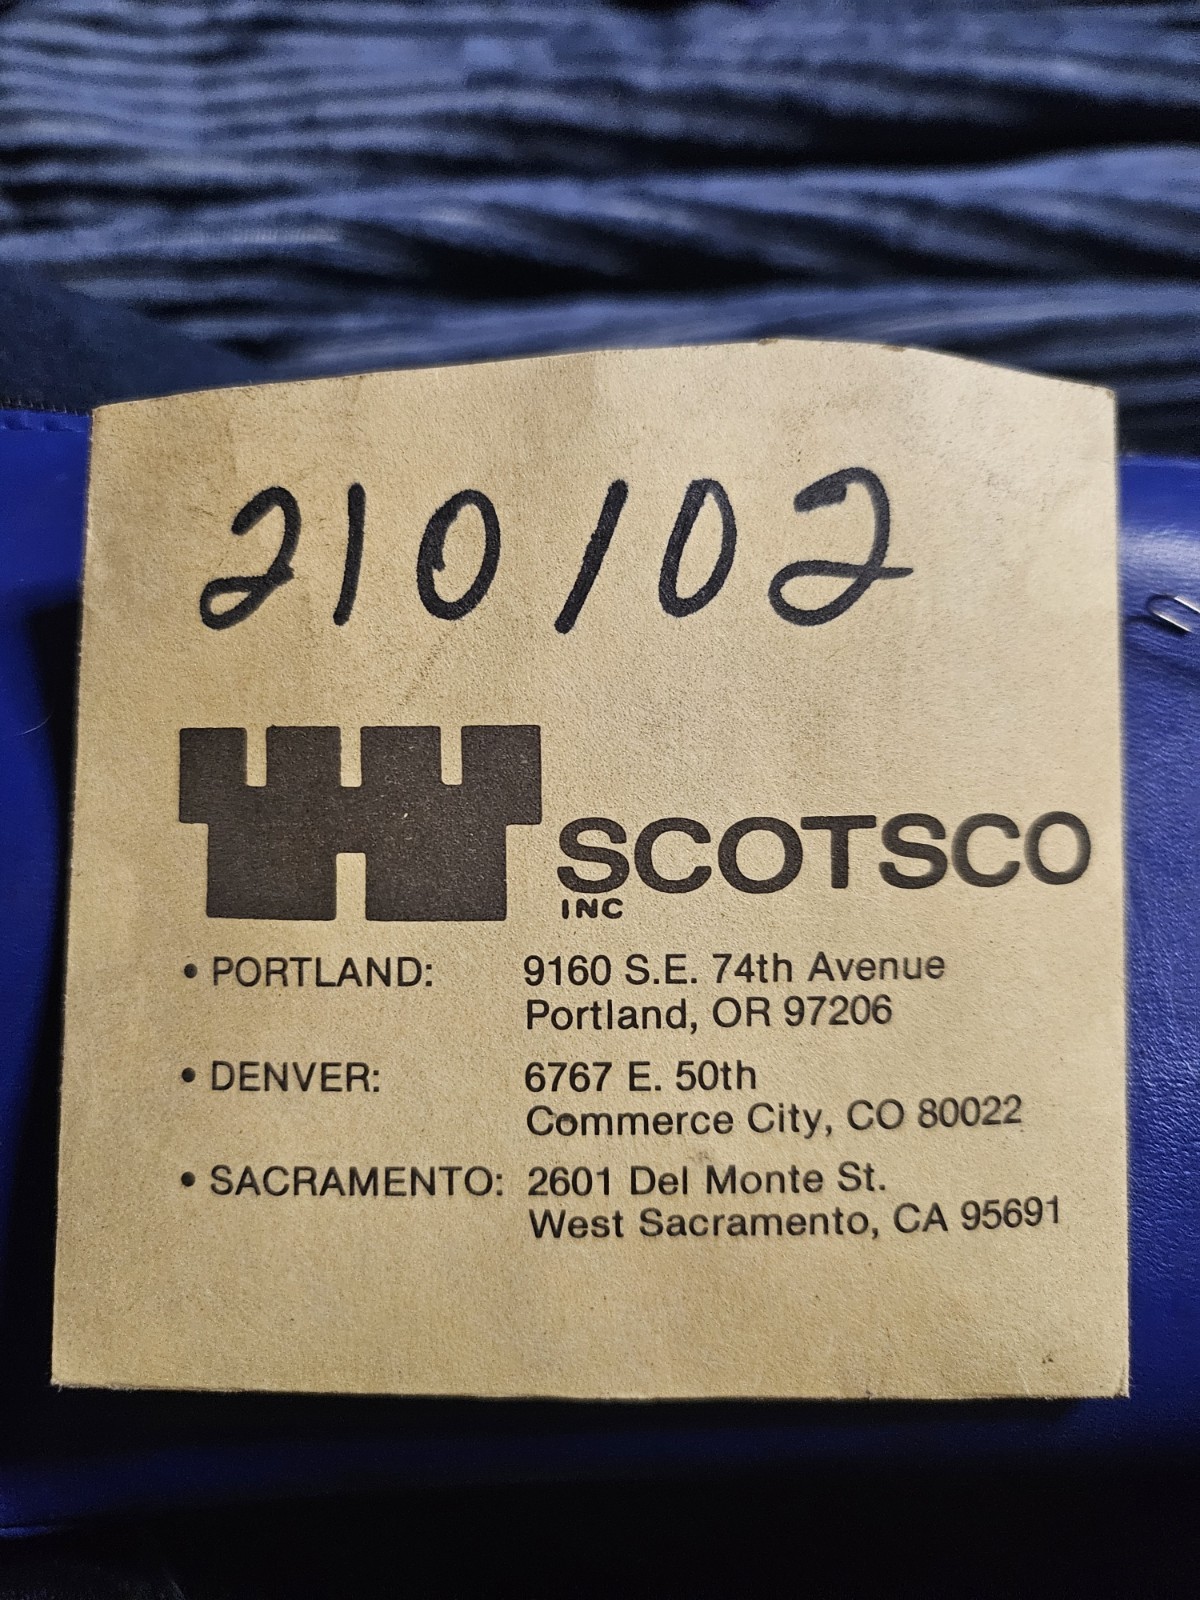 210102
SCOTSCO
INC
• PORTLAND: 9160 S.E. 74th Avenue
Portland, OR 97206
• DENVER: 6767 E. 50th
Commerce City, CO 80022
• SACRAMENTO: 2601 Del Monte St.
West Sacramento, CA 95691